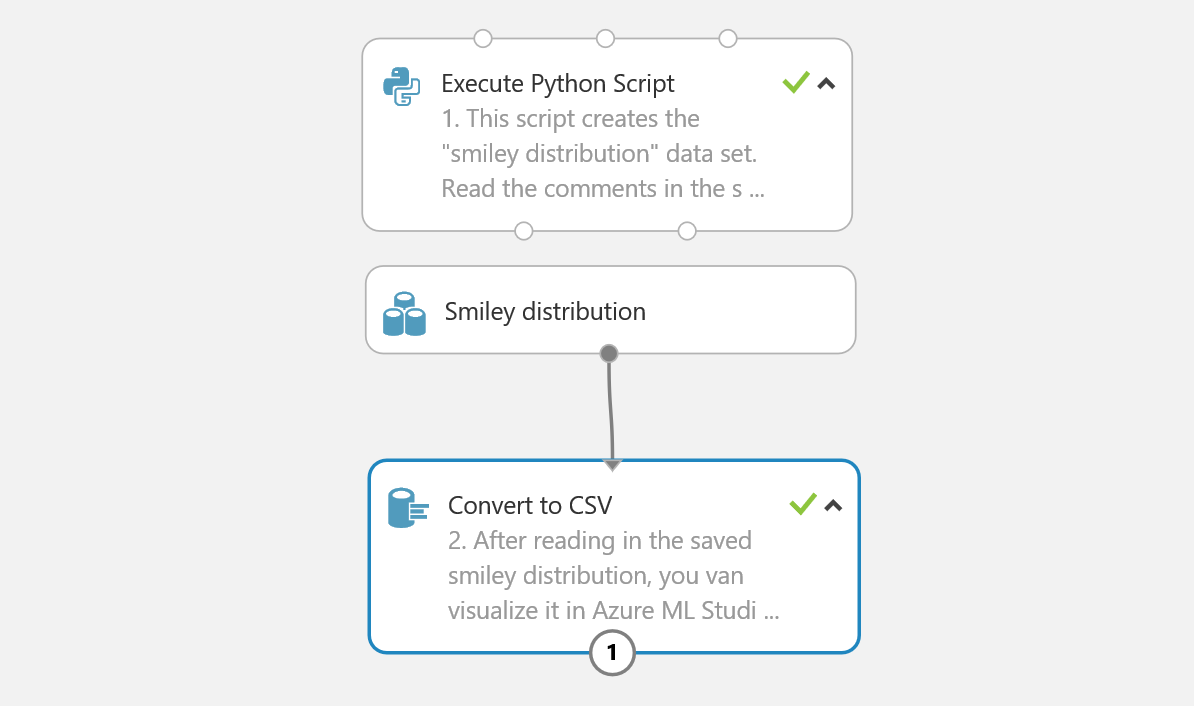 Execute Python Script
1. This script creates the
"smiley distribution" data set.
Read the comments in the s ...
Smiley distribution
Convert to CSV
2. After reading in the saved
smiley distribution, you van
visualize it in Azure ML Studi ...
1